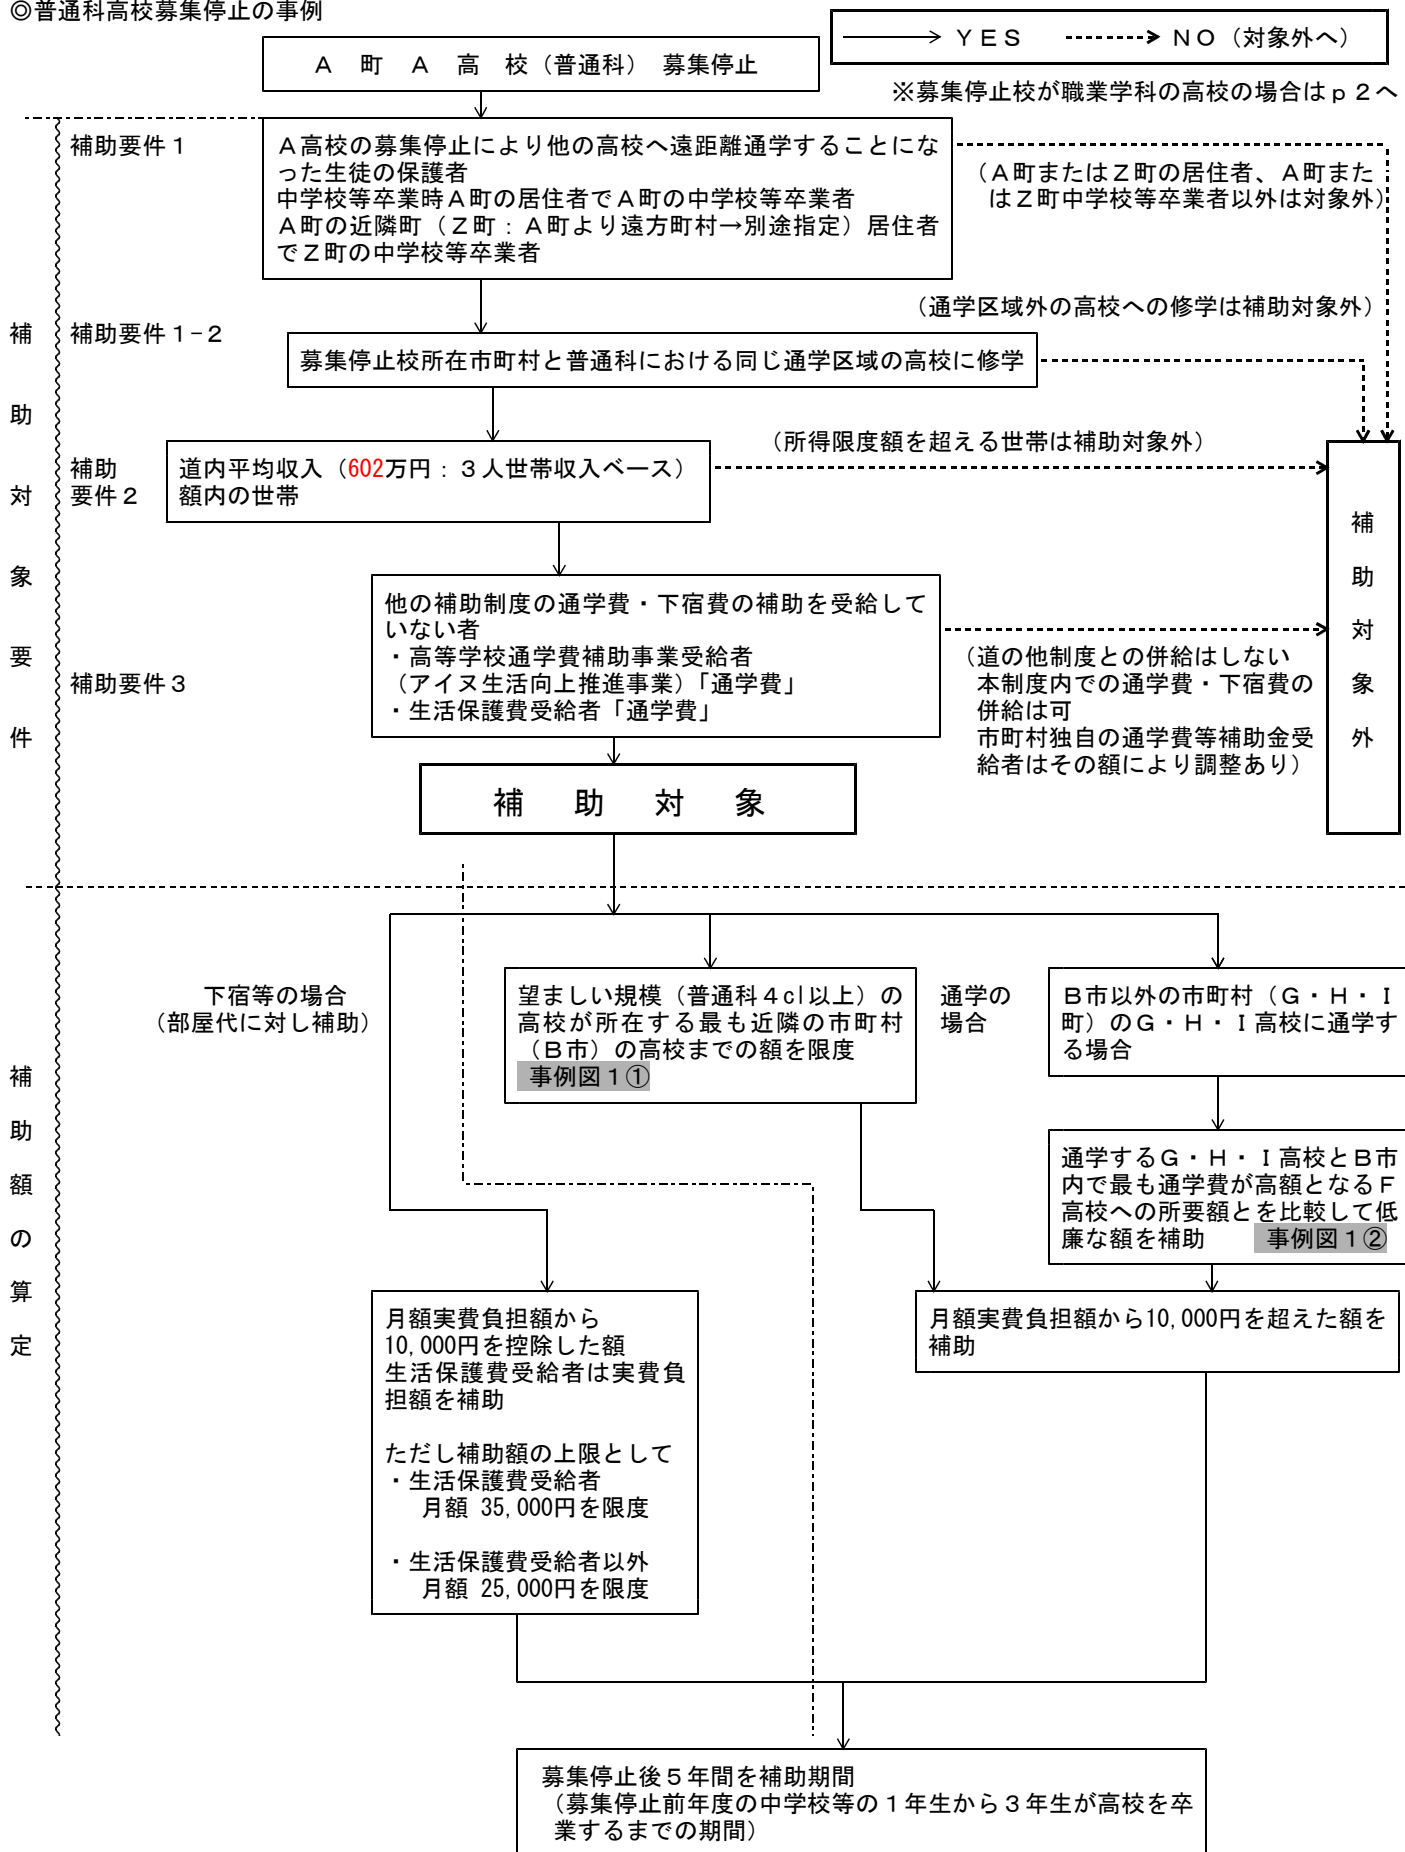 ◎普通科高校募集停止の事例
ＹＥＳ
ＮＯ（対象外へ）
Ａ 町 Ａ 高 校（普通科） 募集停止
※募集停止校が職業学科の高校の場合はｐ２へ
補助対象要件
補助要件１
Ａ高校の募集停止により他の高校へ遠距離通学することにな
った生徒の保護者
中学校等卒業時Ａ町の居住者でＡ町の中学校等卒業者
Ａ町の近隣町（Ｚ町：Ａ町より遠方町村→別途指定）居住者
でＺ町の中学校等卒業者
（Ａ町またはＺ町の居住者、Ａ町また
はＺ町中学校等卒業者以外は対象外）
（通学区域外の高校への修学は補助対象外）
補助要件１−２
募集停止校所在市町村と普通科における同じ通学区域の高校に修学
（所得限度額を超える世帯は補助対象外）
補助
要件２
道内平均収入（602万円：３人世帯収入ベース）
額内の世帯
補助対象外
補助要件３
他の補助制度の通学費・下宿費の補助を受給して
いない者
・高等学校通学費補助事業受給者
（アイヌ生活向上推進事業）「通学費」
・生活保護費受給者「通学費」
（道の他制度との併給はしない
本制度内での通学費・下宿費の
併給は可
市町村独自の通学費等補助金受
給者はその額により調整あり）
補 助 対 象
補助額の算定
下宿等の場合
（部屋代に対し補助）
望ましい規模（普通科４cl以上）の
高校が所在する最も近隣の市町村
（Ｂ市）の高校までの額を限度
事例図１①
通学の
場合
Ｂ市以外の市町村（Ｇ・Ｈ・Ｉ
町）のＧ・Ｈ・Ｉ高校に通学す
る場合
通学するＧ・Ｈ・Ｉ高校とＢ市
内で最も通学費が高額となるＦ
高校への所要額とを比較して低
廉な額を補助 事例図１②
月額実費負担額から
10,000円を控除した額
生活保護費受給者は実費負
担額を補助
ただし補助額の上限として
・生活保護費受給者
月額 35,000円を限度
・生活保護費受給者以外
月額 25,000円を限度
月額実費負担額から10,000円を超えた額を
補助
募集停止後５年間を補助期間
（募集停止前年度の中学校等の１年生から３年生が高校を卒
業するまでの期間）